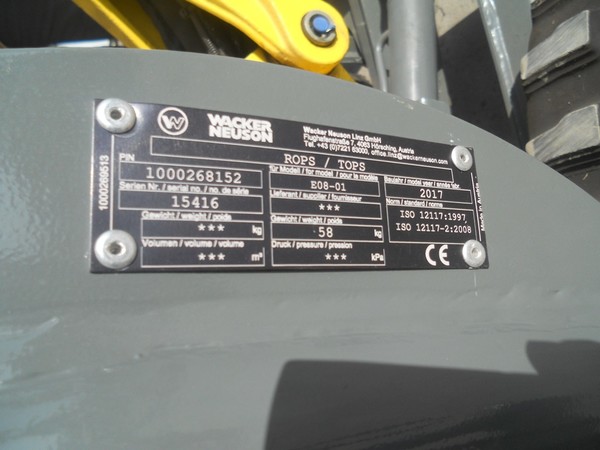 WACKER
NEUSON
Wacker Neuson Linz GmbH
Flughafenstraße 7, 4063 Hörsching, Austria
Tel. +43 (0)7221 63000, office.linz@wackerneuson.com
ROPS / TOPS
PIN
1000268152
Serien Nr. / serial no. / no. de série
15416
Gewicht / weight / poids
*** kg
Volumen / volume / volume
*** m³
für Modell / for model / pour le modèle
E08-01
Lieferant / supplier / fournisseur
***
Gewicht / weight / poids
58 kg
Druck / pressure / pression
*** kPa
Baujahr / model year / année fabr.
2017
Norm / standard / norme
ISO 12117:1997
ISO 12117-2:2008
CE
Made in Austria
1000268513